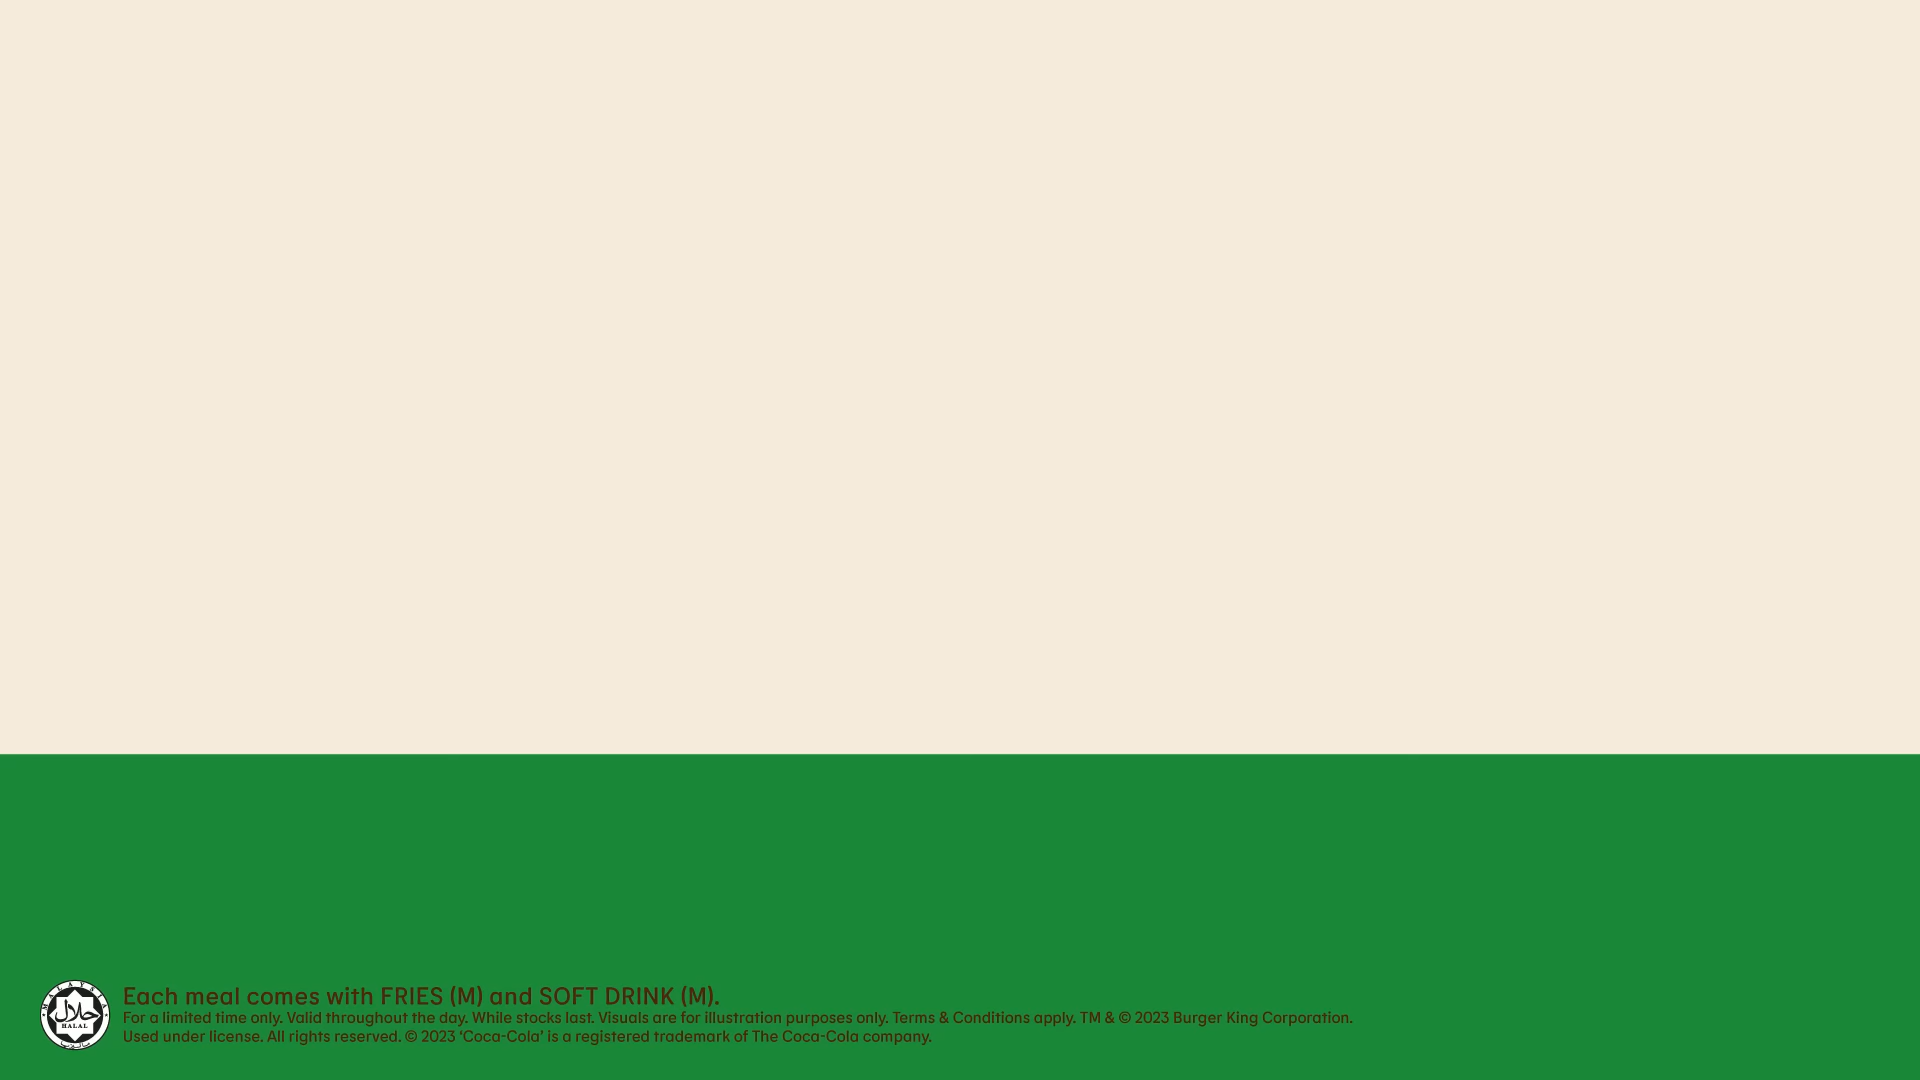 MALAYSIA
حلال
HALAL
Each meal comes with FRIES (M) and SOFT DRINK (M).
For a limited time only. Valid throughout the day. While stocks last. Visuals are for illustration purposes only. Terms & Conditions apply. TM & © 2023 Burger King Corporation.
Used under license. All rights reserved. © 2023 ‘Coca-Cola’ is a registered trademark of The Coca-Cola company.